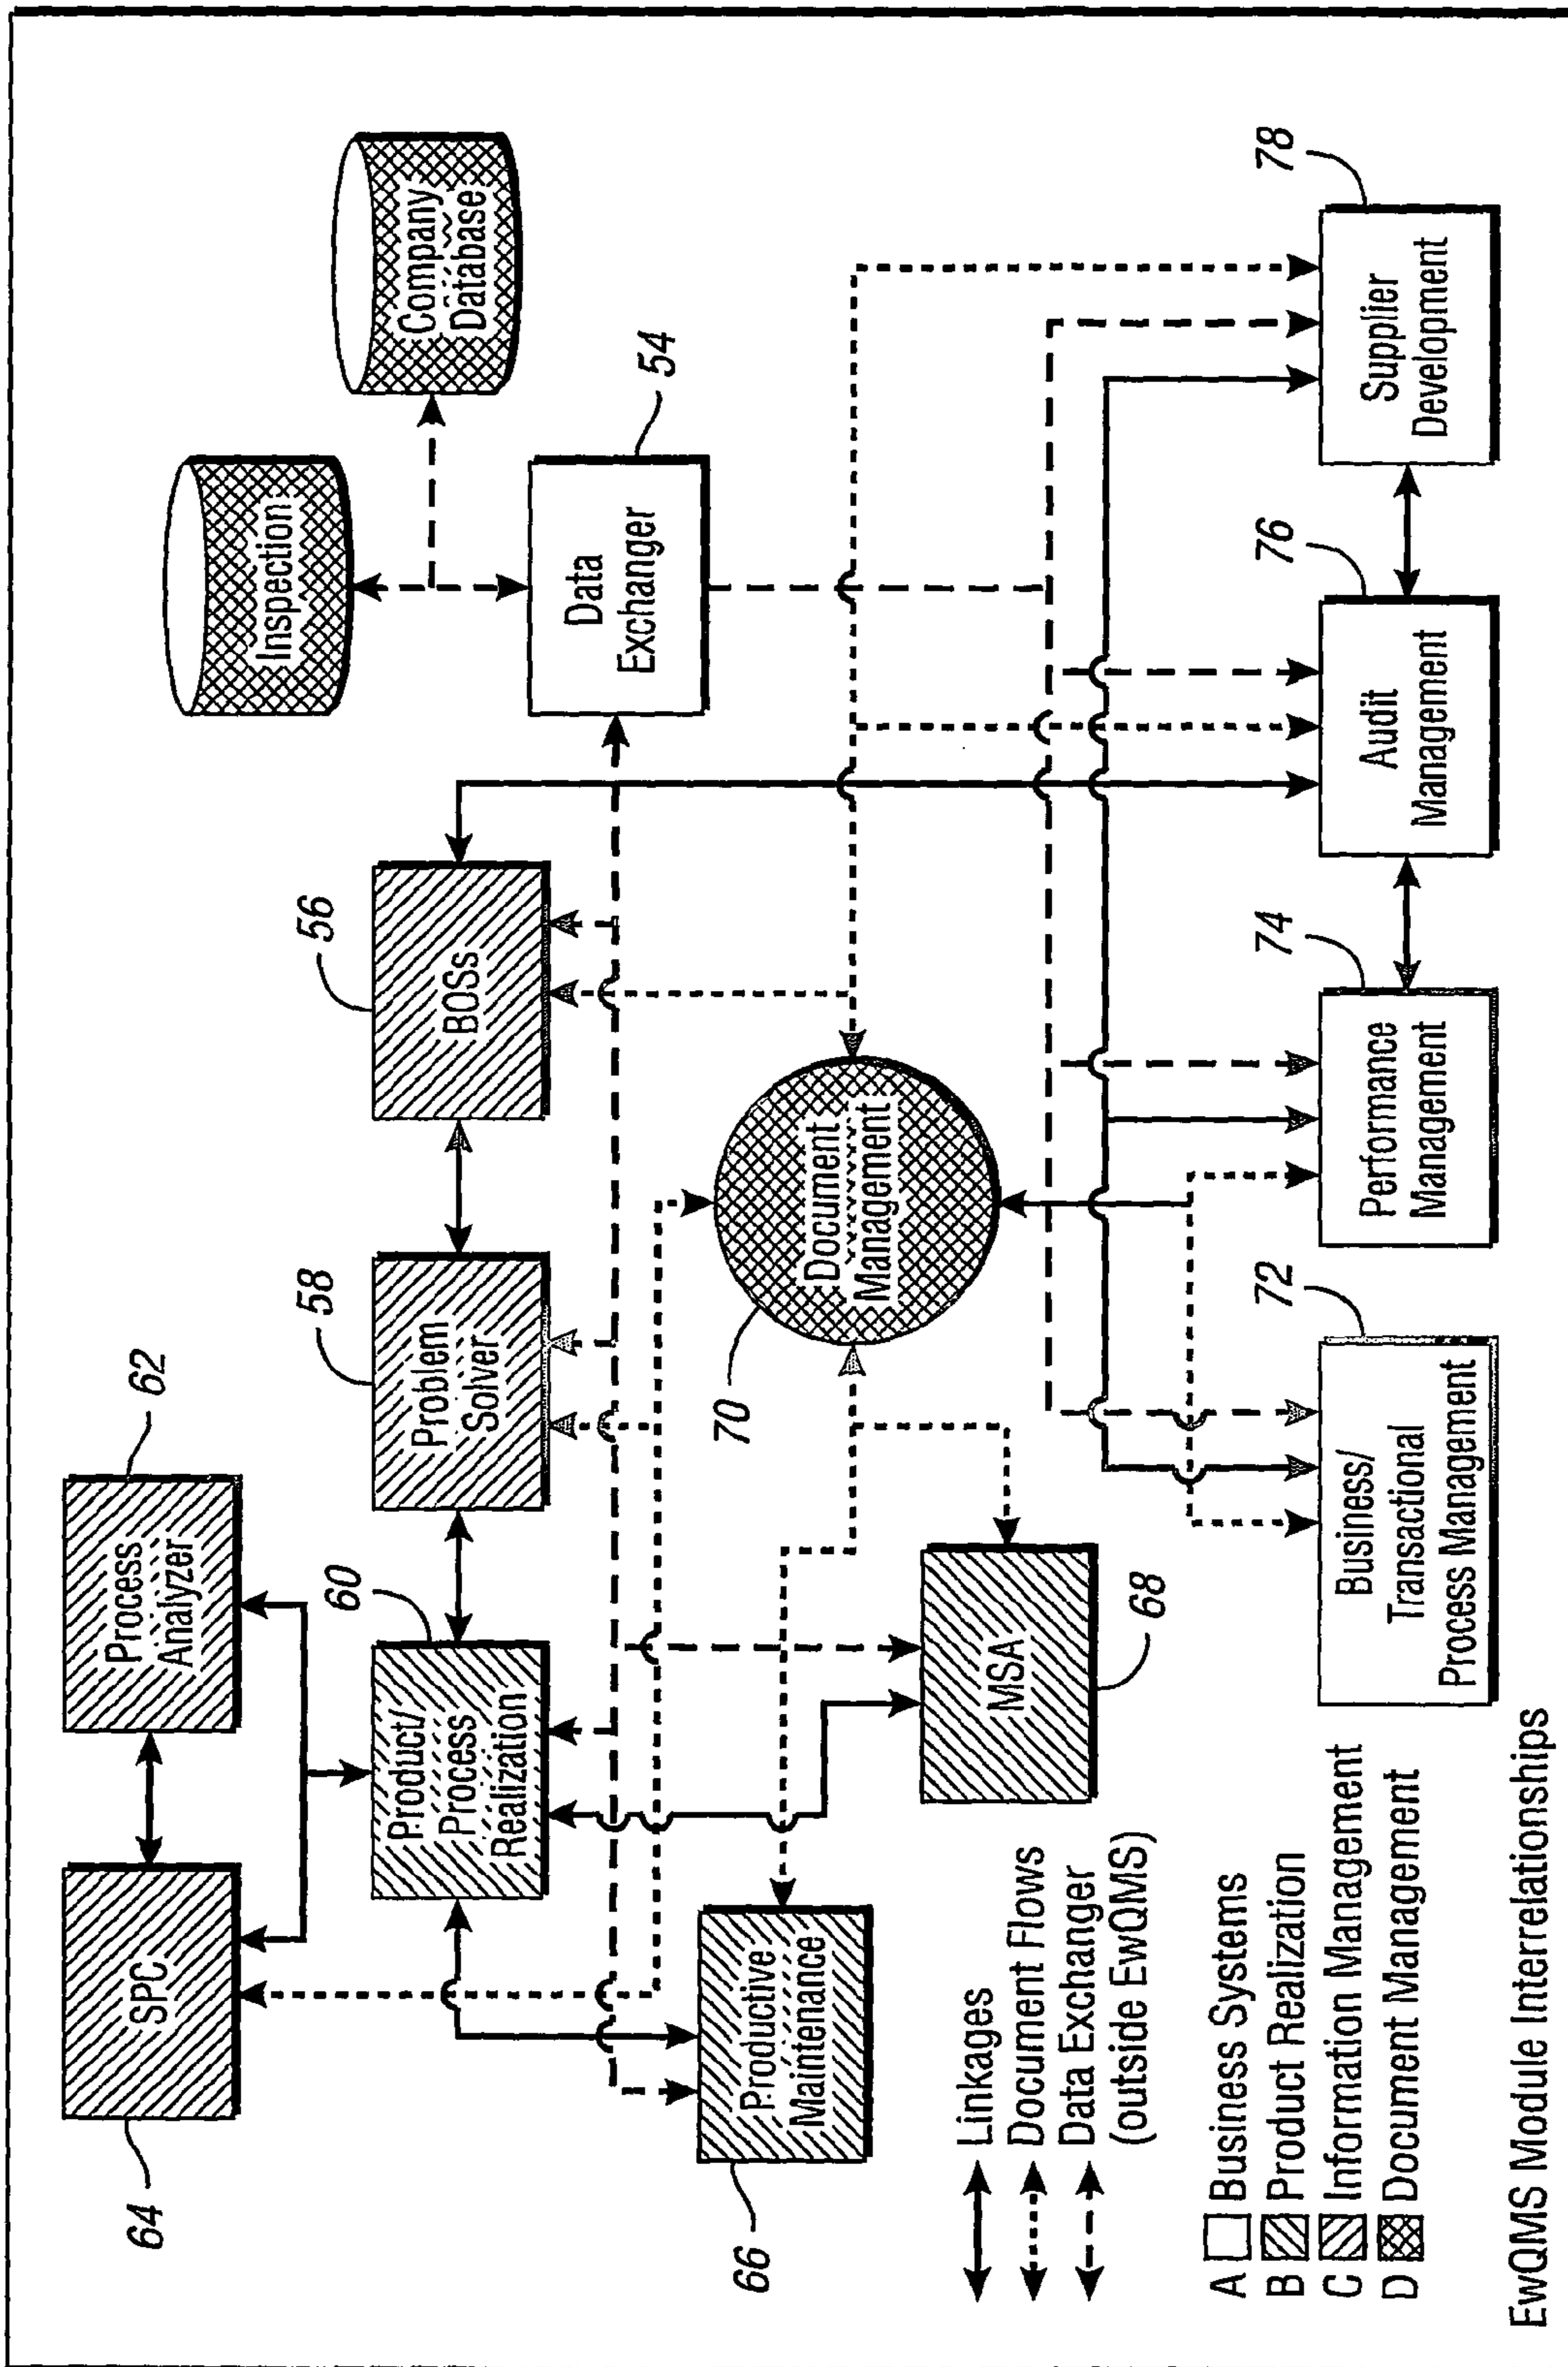 64
SPC
62
Process
Analyzer
Inspection
Company
Database
60
Product/
Process
Realization
58
Problem
Solver
56
BOSs
Data
Exchanger
54
66
Productive
Maintenance
70
Document
Management
MSA
68
Linkages
Document Flows
Data Exchanger
(outside EwQMS)
A Business Systems
B Product Realization
C Information Management
D Document Management
72
Business/
Transactional
Process Management
74
Performance
Management
76
Audit
Management
78
Supplier
Development
EwQMS Module Interrelationships